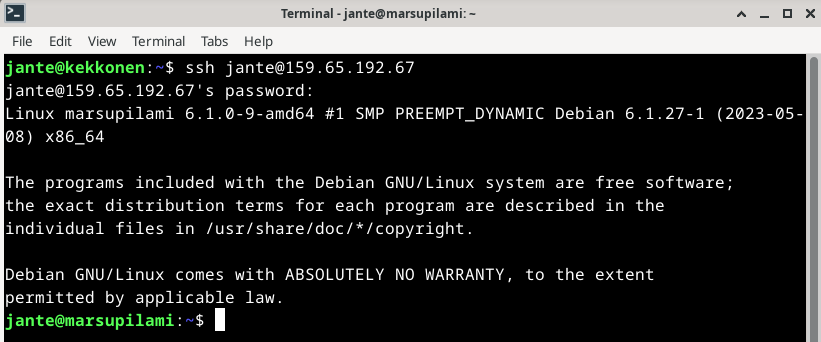 Terminal - jante@marsupilami: ~
File Edit View Terminal Tabs Help
jante@kekkonen:~$ ssh jante@159.65.192.67
jante@159.65.192.67's password:
Linux marsupilami 6.1.0-9-amd64 #1 SMP PREEMPT_DYNAMIC Debian 6.1.27-1 (2023-05-
08) x86_64
The programs included with the Debian GNU/Linux system are free software;
the exact distribution terms for each program are described in the
individual files in /usr/share/doc/*/copyright.
Debian GNU/Linux comes with ABSOLUTELY NO WARRANTY, to the extent
permitted by applicable law.
jante@marsupilami:~$